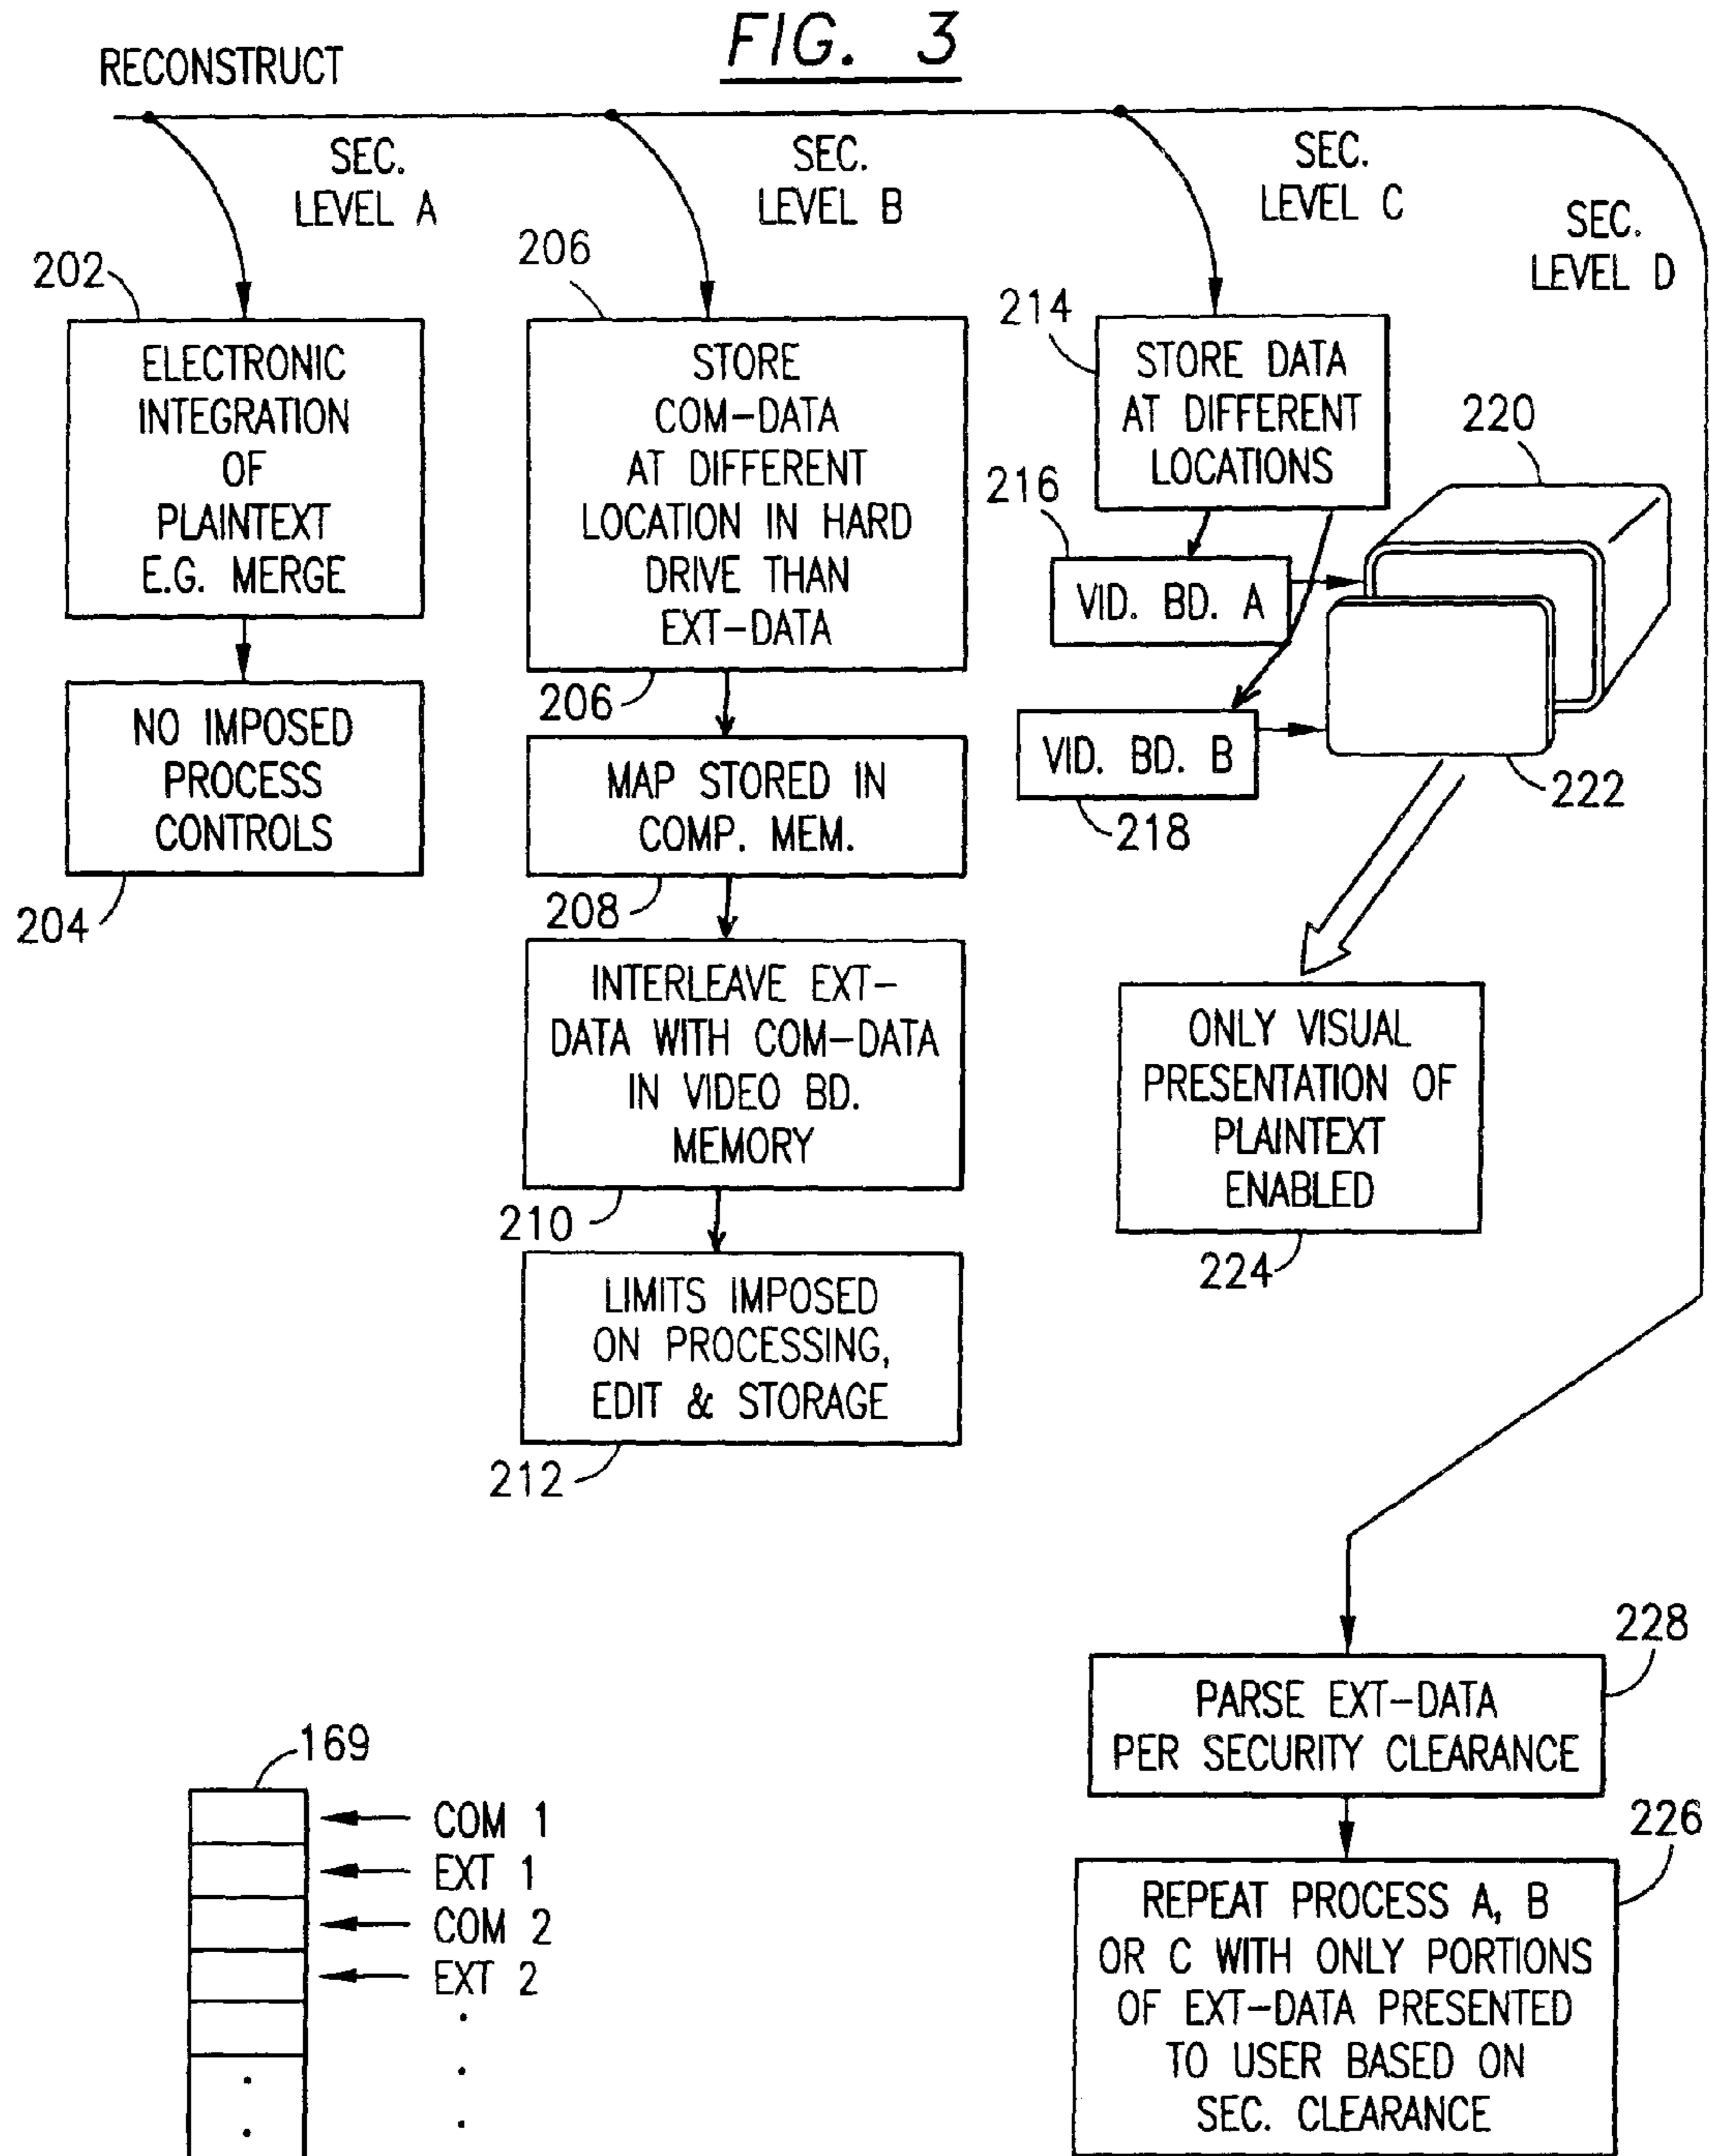 FIG. 3
RECONSTRUCT
SEC.
LEVEL A
SEC.
LEVEL B
SEC.
LEVEL C
SEC.
LEVEL D
202
ELECTRONIC
INTEGRATION
OF
PLAINTEXT
E.G. MERGE
NO IMPOSED
PROCESS
CONTROLS
204
206
STORE
COM-DATA
AT DIFFERENT
LOCATION IN HARD
DRIVE THAN
EXT-DATA
206
MAP STORED IN
COMP. MEM.
208
INTERLEAVE EXT-
DATA WITH COM-DATA
IN VIDEO BD.
MEMORY
210
LIMITS IMPOSED
ON PROCESSING,
EDIT & STORAGE
212
214
STORE DATA
AT DIFFERENT
LOCATIONS
216
VID. BD. A
VID. BD. B
218
220
222
ONLY VISUAL
PRESENTATION OF
PLAINTEXT
ENABLED
224
228
PARSE EXT-DATA
PER SECURITY CLEARANCE
226
REPEAT PROCESS A, B
OR C WITH ONLY PORTIONS
OF EXT-DATA PRESENTED
TO USER BASED ON
SEC. CLEARANCE
169
COM 1
EXT 1
COM 2
EXT 2